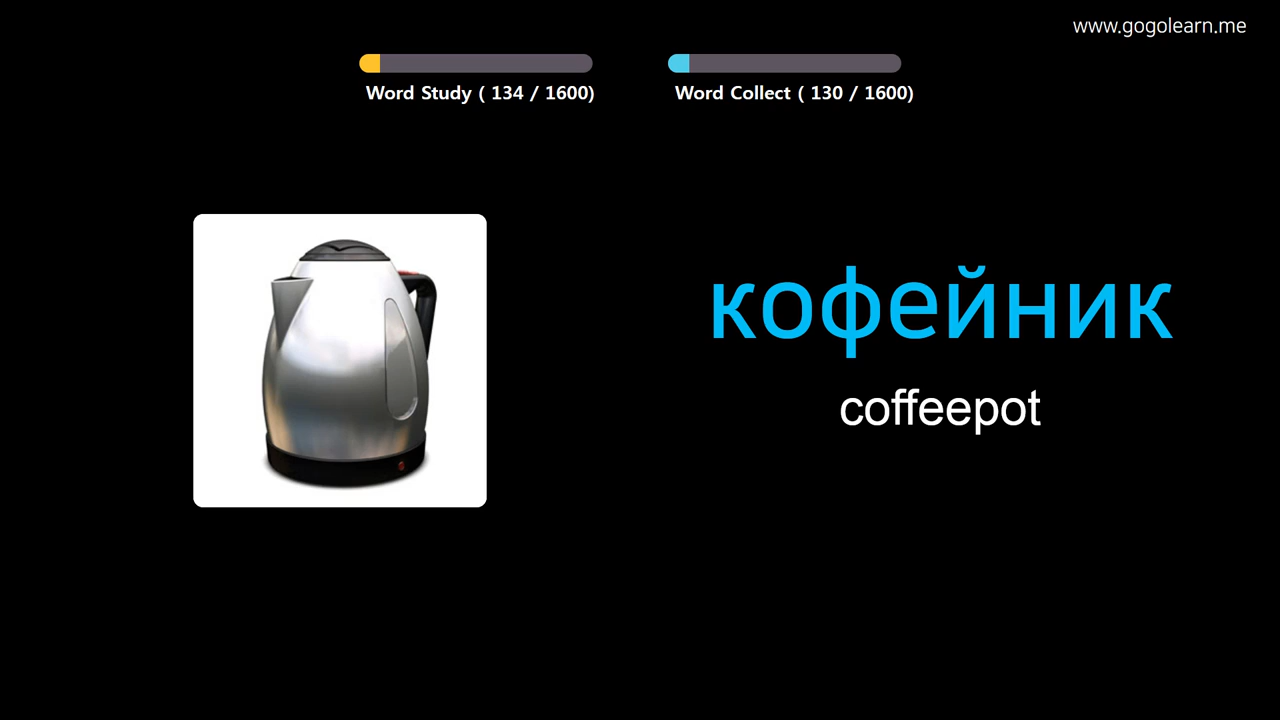 www.gogolearn.me
Word Study ( 134 / 1600)
Word Collect ( 130 / 1600)
кофейник
coffeepot